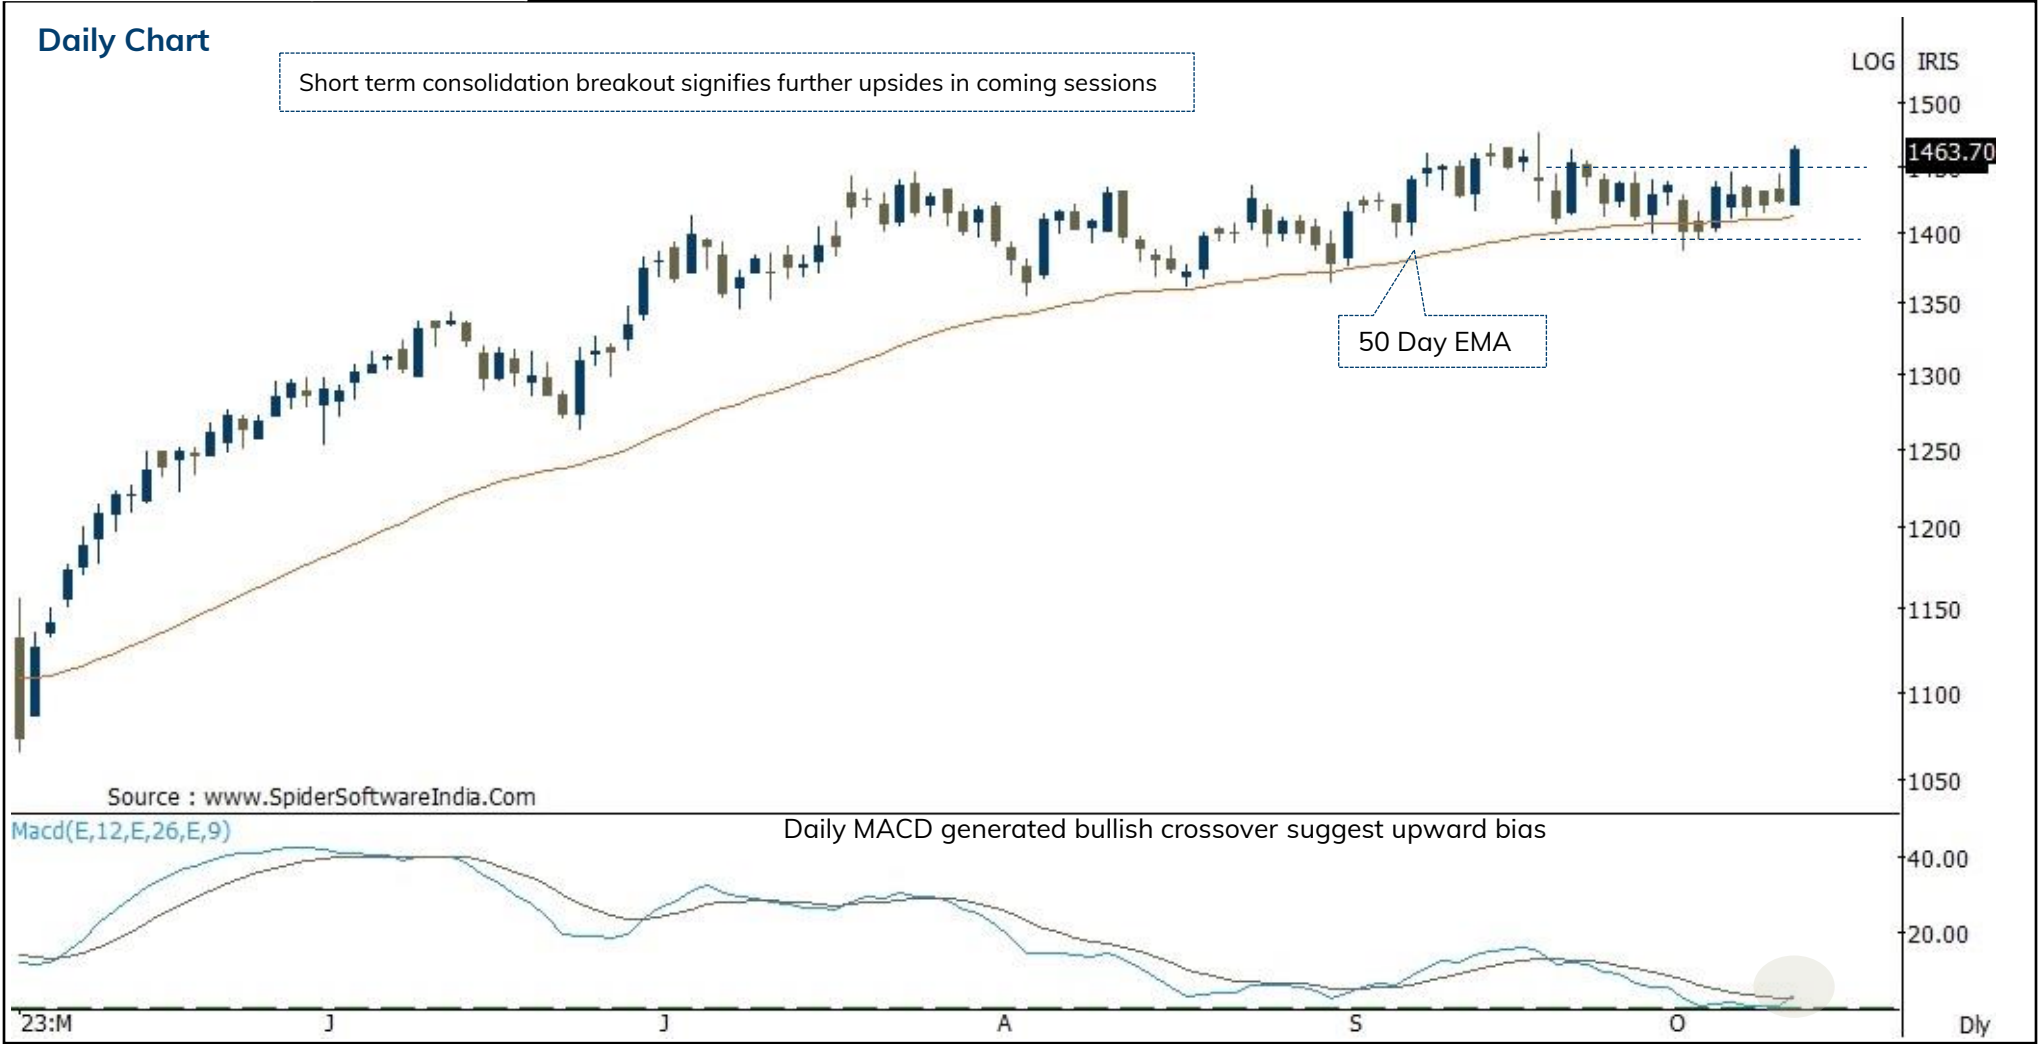 Daily Chart
Short term consolidation breakout signifies further upsides in coming sessions
LOG IRIS
1500
1463.70
1400
1350
50 Day EMA
1300
1250
1200
1150
1100
1050
Source : www.SpiderSoftwareIndia.Com
Macd(E,12,E,26,E,9)
Daily MACD generated bullish crossover suggest upward bias
40.00
20.00
'23:M J J A S O Dly